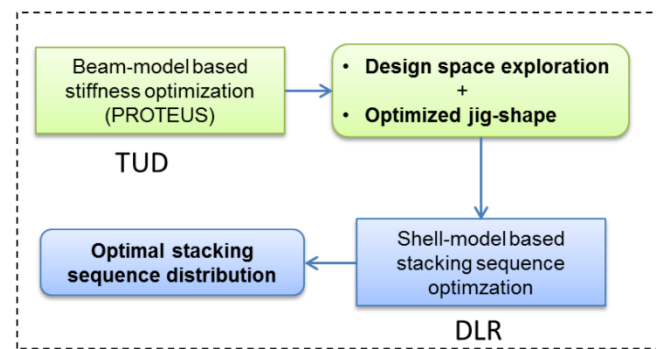 Beam-model based
stiffness optimization
(PROTEUS)
TUD
• Design space exploration
+
• Optimized jig-shape
Shell-model based
stacking sequence
optimzation
DLR
Optimal stacking
sequence distribution